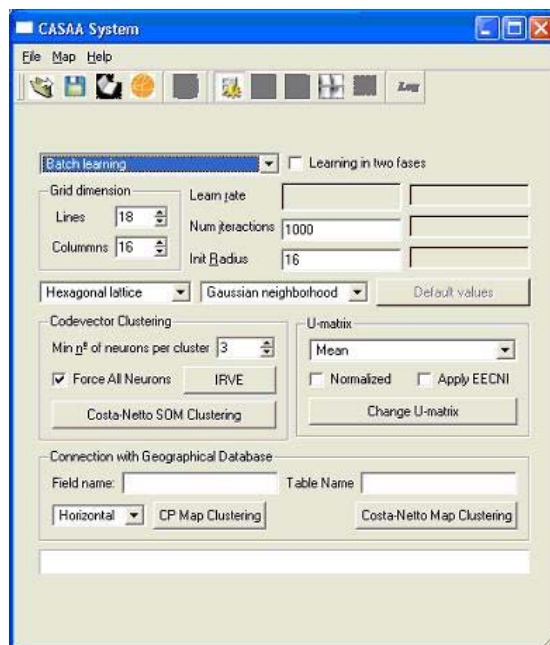 CASAA System
File Map Help
Log
Batch learning Learning in two fases
Grid dimension
Lines 18
Columns 16
Learn rate
Num iteractions 1000
Init Radius 16
Hexagonal lattice Gaussian neighborhood Default values
Codevector Clustering
Min nº of neurons per cluster 3
Force All Neurons IRVE
Costa-Netto SOM Clustering
U-matrix
Mean
Normalized Apply EECNI
Change U-matrix
Connection with Geographical Database
Field name: Table Name
Horizontal CP Map Clustering Costa-Netto Map Clustering